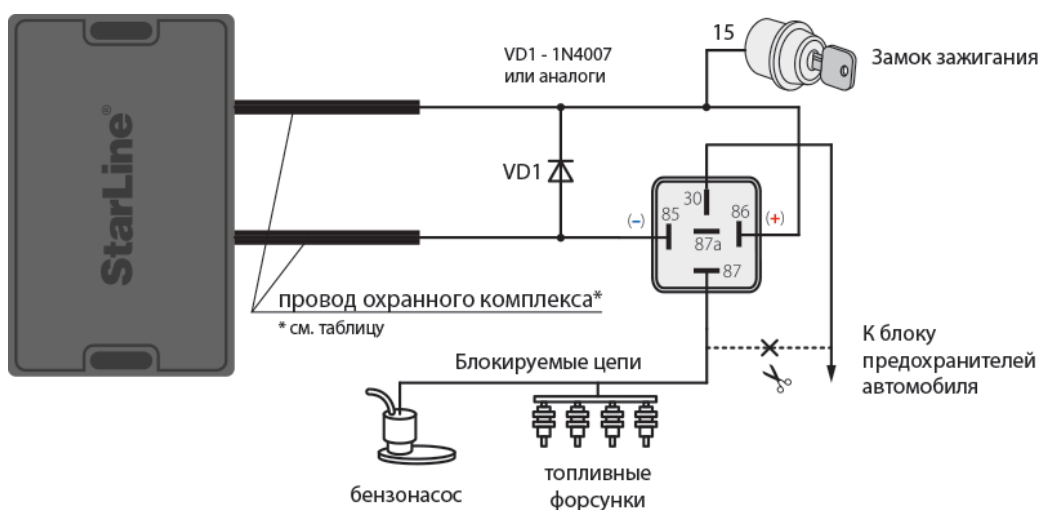 15
VD1 - 1N4007
или аналоги
Замок зажигания
StarLine®
VD1
30
(–)
85
86
(+)
87a
87
провод охранного комплекса*
* см. таблицу
К блоку
предохранителей
автомобиля
Блокируемые цепи
бензонасос
топливные
форсунки